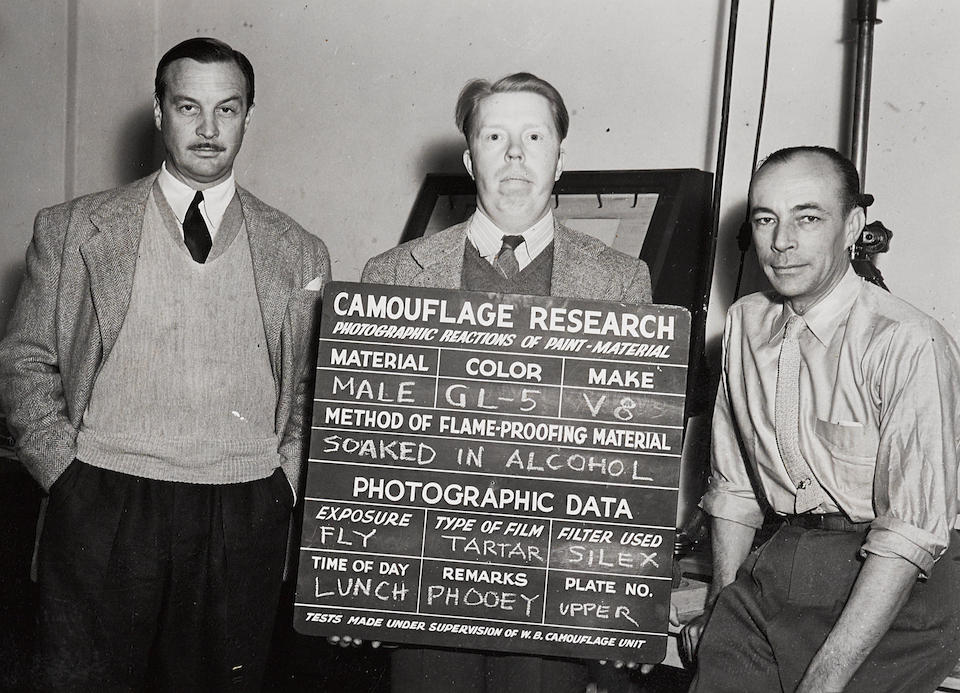 CAMOUFLAGE RESEARCH
PHOTOGRAPHIC REACTIONS OF PAINT-MATERIAL
MATERIAL COLOR MAKE
MALE GL-5 V8
METHOD OF FLAME-PROOFING MATERIAL
SOAKED IN ALCOHOL
PHOTOGRAPHIC DATA
EXPOSURE TYPE OF FILM FILTER USED
FLY TARTAR SILEX
TIME OF DAY REMARKS PLATE NO.
LUNCH PHOOEY UPPER
TESTS MADE UNDER SUPERVISION OF W.B. CAMOUFLAGE UNIT